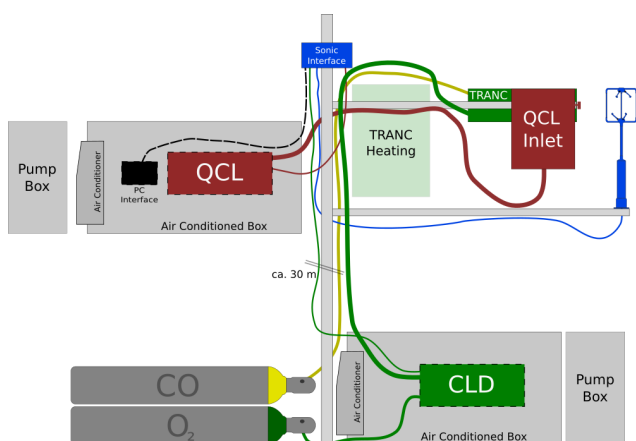 Sonic
Interface
TRANC
QCL
Inlet
TRANC
Heating
Pump
Box
Air Conditioner
PC
Interface
QCL
Air Conditioned Box
ca. 30 m
CO
O2
Air Conditioner
CLD
Air Conditioned Box
Pump
Box